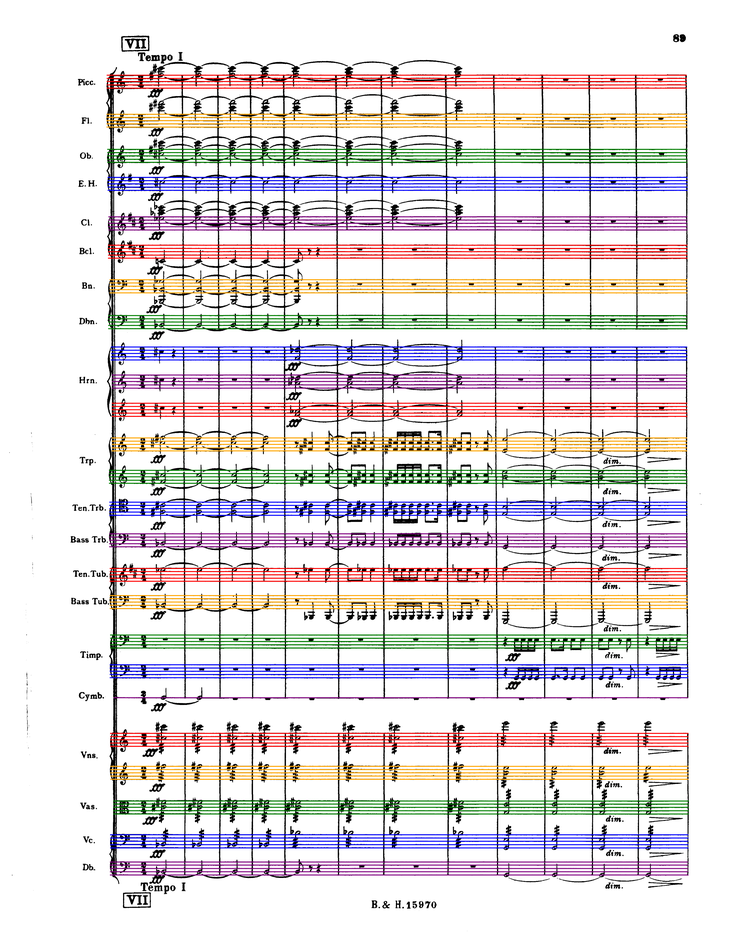 89
VII
Tempo I
Picc.
fff
Fl.
fff
Ob.
fff
E. H.
fff
Cl.
fff
Bcl.
fff
Bn.
fff
Dbn.
fff
Hrn.
fff
fff
Trp.
fff
dim.
fff
dim.
Ten.Trb.
fff
dim.
Bass Trb.
fff
dim.
Ten.Tub.
fff
dim.
Bass Tub.
fff
dim.
Timp.
fff
dim.
fff
dim.
Cymb.
fff
Vns.
fff
dim.
fff
dim.
Vas.
fff
dim.
Vc.
fff
dim.
Db.
fff
dim.
Tempo I
VII
B. & H. 15970